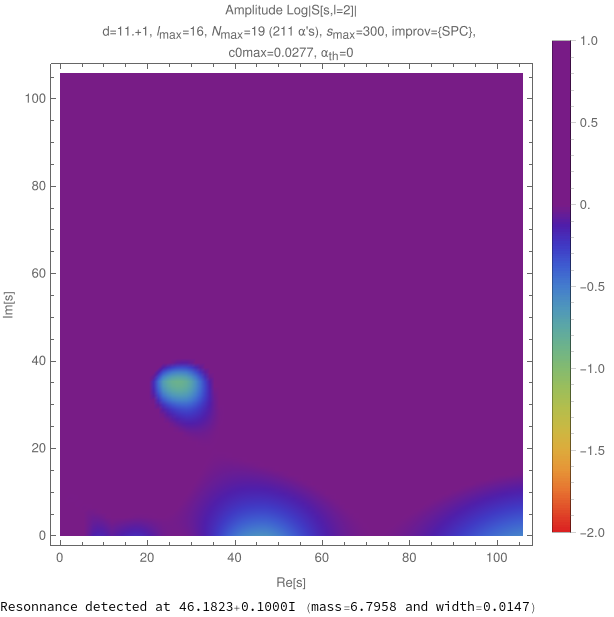 Amplitude Log|S[s,l=2]|
d=11.+1, lmax=16, Nmax=19 (211 α's), smax=300, improv={SPC},
c0max=0.0277, αth=0
1.0
0.5
0.
-0.5
-1.0
-1.5
-2.0
100
80
60
40
20
0
Im[s]
0 20 40 60 80 100
Re[s]
Resonnance detected at 46.1823+0.1000I (mass=6.7958 and width=0.0147)